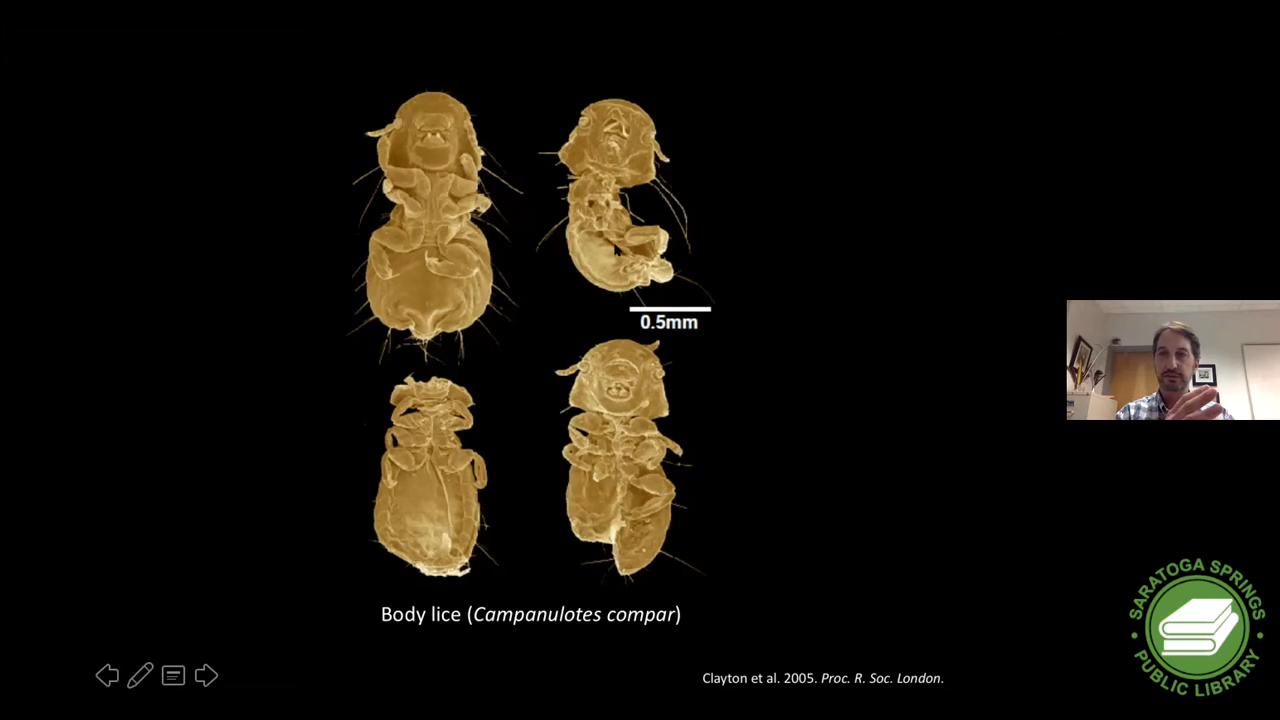 0.5mm
Body lice (Campanulotes compar)
Clayton et al. 2005. Proc. R. Soc. London.
SARATOGA SPRINGS
PUBLIC LIBRARY